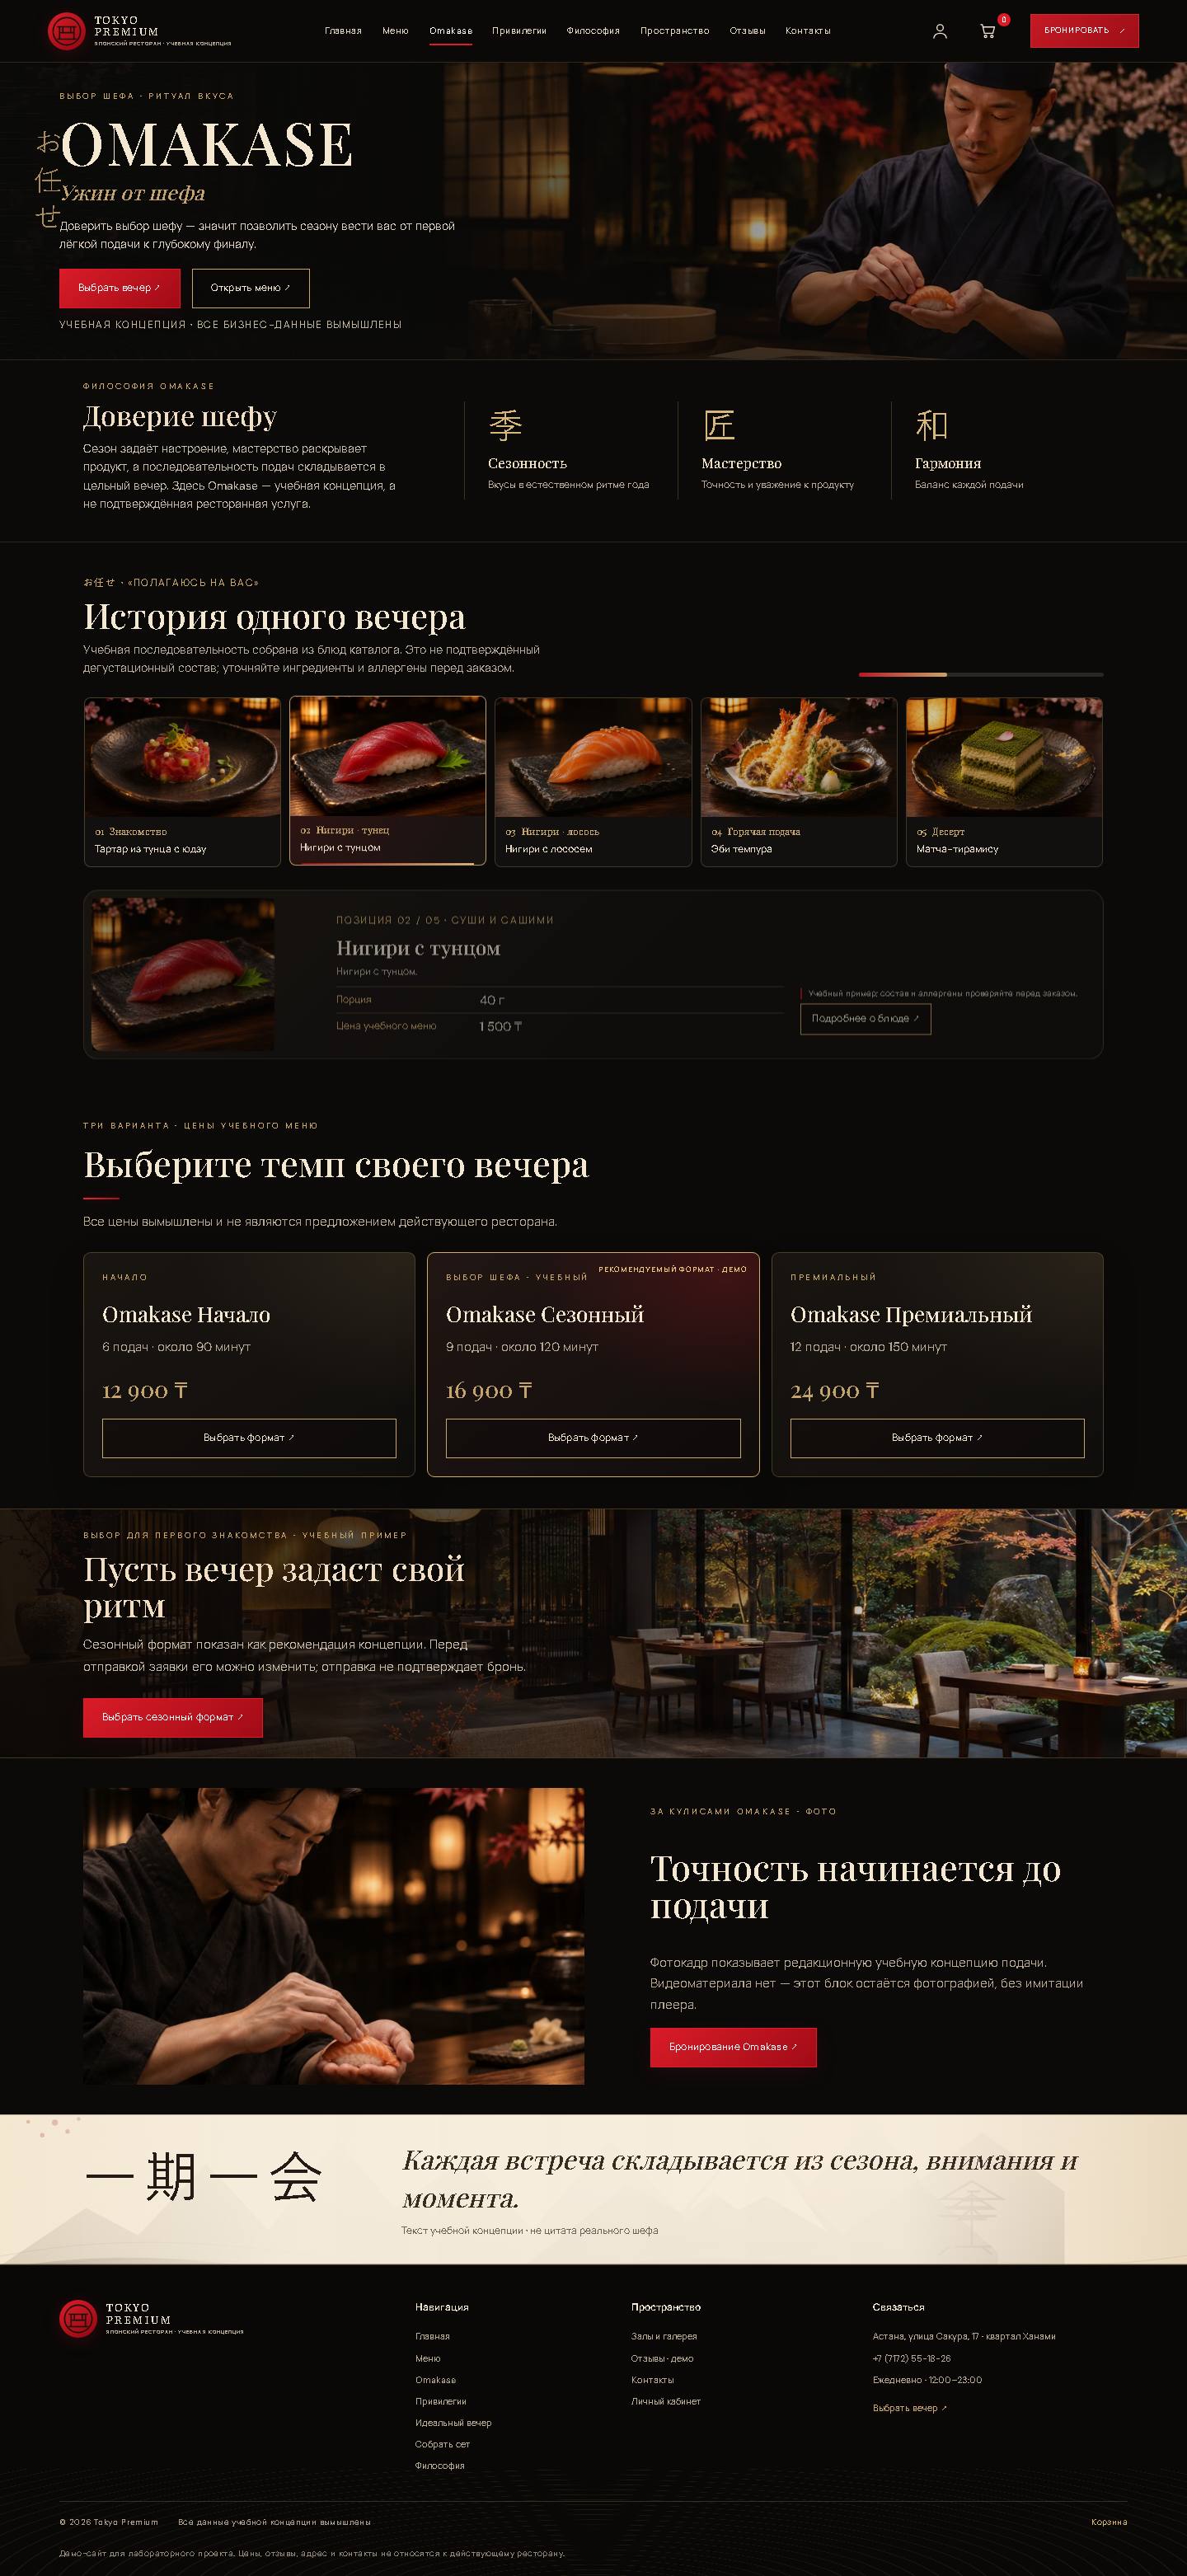 TOKYO
PREMIUM
ЯПОНСКИЙ РЕСТОРАН · УЧЕБНАЯ КОНЦЕПЦИЯ
Главная
Меню
Omakase
Привилегии
Философия
Пространство
Отзывы
Контакты
0
БРОНИРОВАТЬ ↗
ВЫБОР ШЕФА · РИТУАЛ ВКУСА
お任せ
OMAKASE
Ужин от шефа
Доверить выбор шефу — значит позволить сезону вести вас от первой
лёгкой подачи к глубокому финалу.
Выбрать вечер ↗
Открыть меню ↗
УЧЕБНАЯ КОНЦЕПЦИЯ · ВСЕ БИЗНЕС-ДАННЫЕ ВЫМЫШЛЕНЫ
ФИЛОСОФИЯ OMAKASE
Доверие шефу
Сезон задаёт настроение, мастерство раскрывает
продукт, а последовательность подач складывается в
цельный вечер. Здесь Omakase — учебная концепция, а
не подтверждённая ресторанная услуга.
季
Сезонность
Вкусы в естественном ритме года
匠
Мастерство
Точность и уважение к продукту
和
Гармония
Баланс каждой подачи
お任せ · «ПОЛАГАЮСЬ НА ВАС»
История одного вечера
Учебная последовательность собрана из блюд каталога. Это не подтверждённый
дегустационный состав; уточняйте ингредиенты и аллергены перед заказом.
01 Знакомство
Тартар из тунца с юдзу
02 Нигири · тунец
Нигири с тунцом
03 Нигири · лосось
Нигири с лососем
04 Горячая подача
Эби темпура
05 Десерт
Матча-тирамису
ПОЗИЦИЯ 02 / 05 · СУШИ И САШИМИ
Нигири с тунцом
Нигири с тунцом.
Порция 40 г
Цена учебного меню 1 500 ₸
Учебный пример; состав и аллергены проверяйте перед заказом.
Подробнее о блюде ↗
ТРИ ВАРИАНТА · ЦЕНЫ УЧЕБНОГО МЕНЮ
Выберите темп своего вечера
Все цены вымышлены и не являются предложением действующего ресторана.
НАЧАЛО
Omakase Начало
6 подач · около 90 минут
12 900 ₸
Выбрать формат ↗
РЕКОМЕНДУЕМЫЙ ФОРМАТ · ДЕМО
ВЫБОР ШЕФА · УЧЕБНЫЙ
Omakase Сезонный
9 подач · около 120 минут
16 900 ₸
Выбрать формат ↗
ПРЕМИАЛЬНЫЙ
Omakase Премиальный
12 подач · около 150 минут
24 900 ₸
Выбрать формат ↗
ВЫБОР ДЛЯ ПЕРВОГО ЗНАКОМСТВА · УЧЕБНЫЙ ПРИМЕР
Пусть вечер задаст свой
ритм
Сезонный формат показан как рекомендация концепции. Перед
отправкой заявки его можно изменить; отправка не подтверждает бронь.
Выбрать сезонный формат ↗
ЗА КУЛИСАМИ OMAKASE · ФОТО
Точность начинается до
подачи
Фотокадр показывает редакционную учебную концепцию подачи.
Видеоматериала нет — этот блок остаётся фотографией, без имитации
плеера.
Бронирование Omakase ↗
一期一会
Каждая встреча складывается из сезона, внимания и
момента.
Текст учебной концепции · не цитата реального шефа
TOKYO
PREMIUM
ЯПОНСКИЙ РЕСТОРАН · УЧЕБНАЯ КОНЦЕПЦИЯ
Навигация
Главная
Меню
Omakase
Привилегии
Идеальный вечер
Собрать сет
Философия
Пространство
Залы и галерея
Отзывы · демо
Контакты
Личный кабинет
Связаться
Астана, улица Сакура, 17 · квартал Ханами
+7 (7172) 55-18-26
Ежедневно · 12:00–23:00
Выбрать вечер ↗
© 2026 Tokyo Premium
Все данные учебной концепции вымышлены
Корзина
Демо-сайт для лабораторного проекта. Цены, отзывы, адрес и контакты не относятся к действующему ресторану.